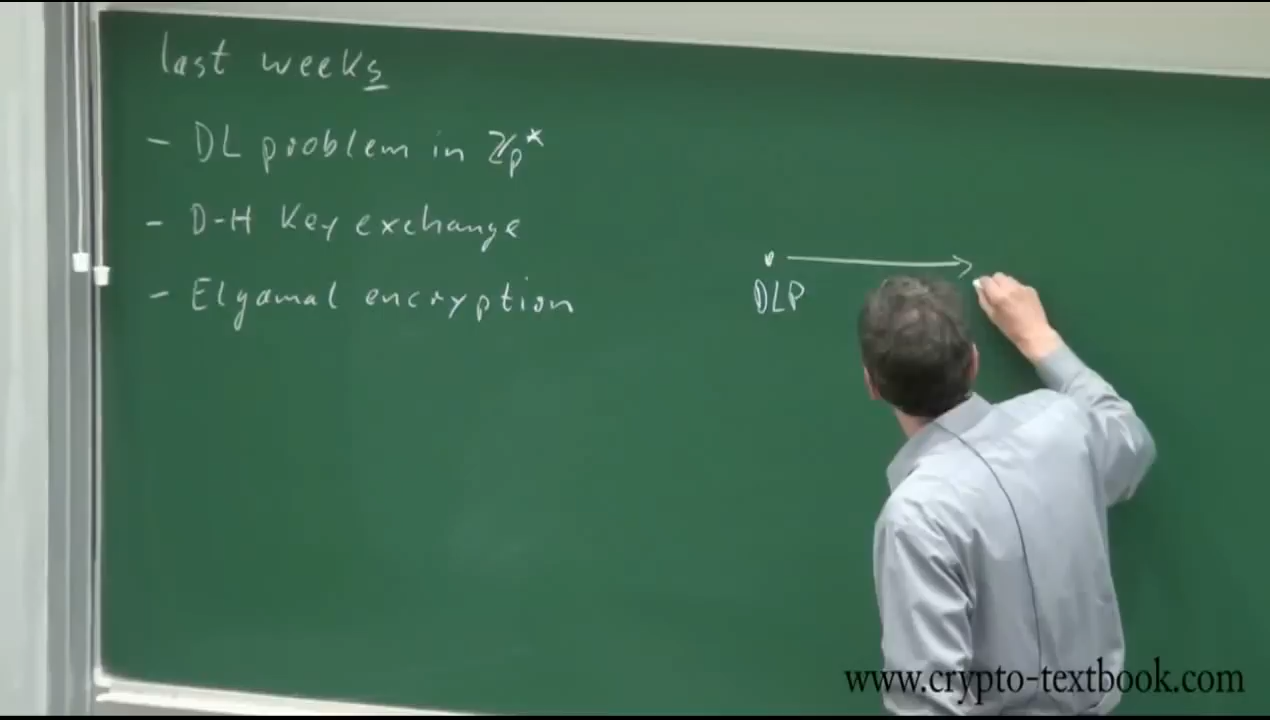 last weeks
- DL problem in ℤp*
- D-H Key exchange
- Elgamal encryption
DLP
www.crypto-textbook.com